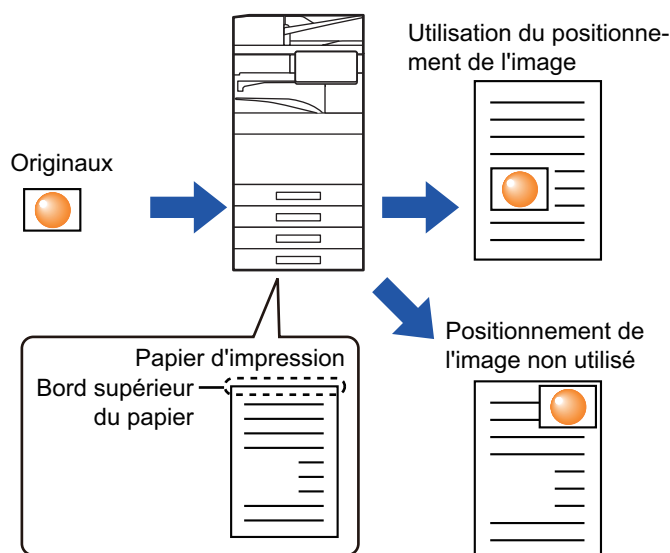 Utilisation du positionne-
ment de l'image
Originaux
Positionnement de
l'image non utilisé
Papier d'impression
Bord supérieur
du papier